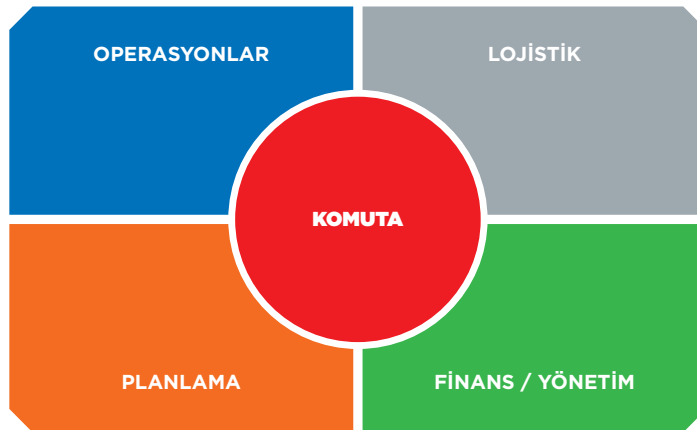 OPERASYONLAR
LOJİSTİK
KOMUTA
PLANLAMA
FİNANS / YÖNETİM